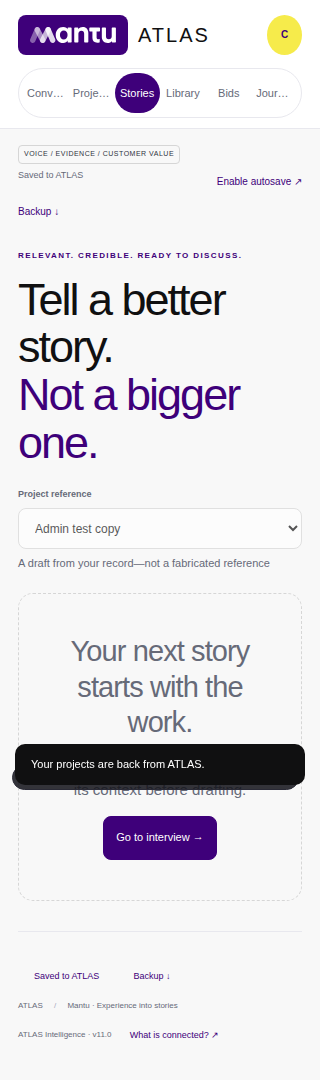 mantu
ATLAS
C
Conv…
Proje…
Stories
Library
Bids
Jour…
VOICE / EVIDENCE / CUSTOMER VALUE
Saved to ATLAS
Enable autosave ↗
Backup ↓
RELEVANT. CREDIBLE. READY TO DISCUSS.
Tell a better
story.
Not a bigger
one.
Project reference
Admin test copy
A draft from your record—not a fabricated reference
Your next story
starts with the
work.
Your projects are back from ATLAS.
its context before drafting.
Go to interview →
Saved to ATLAS
Backup ↓
ATLAS / Mantu · Experience into stories
ATLAS Intelligence · v11.0
What is connected? ↗